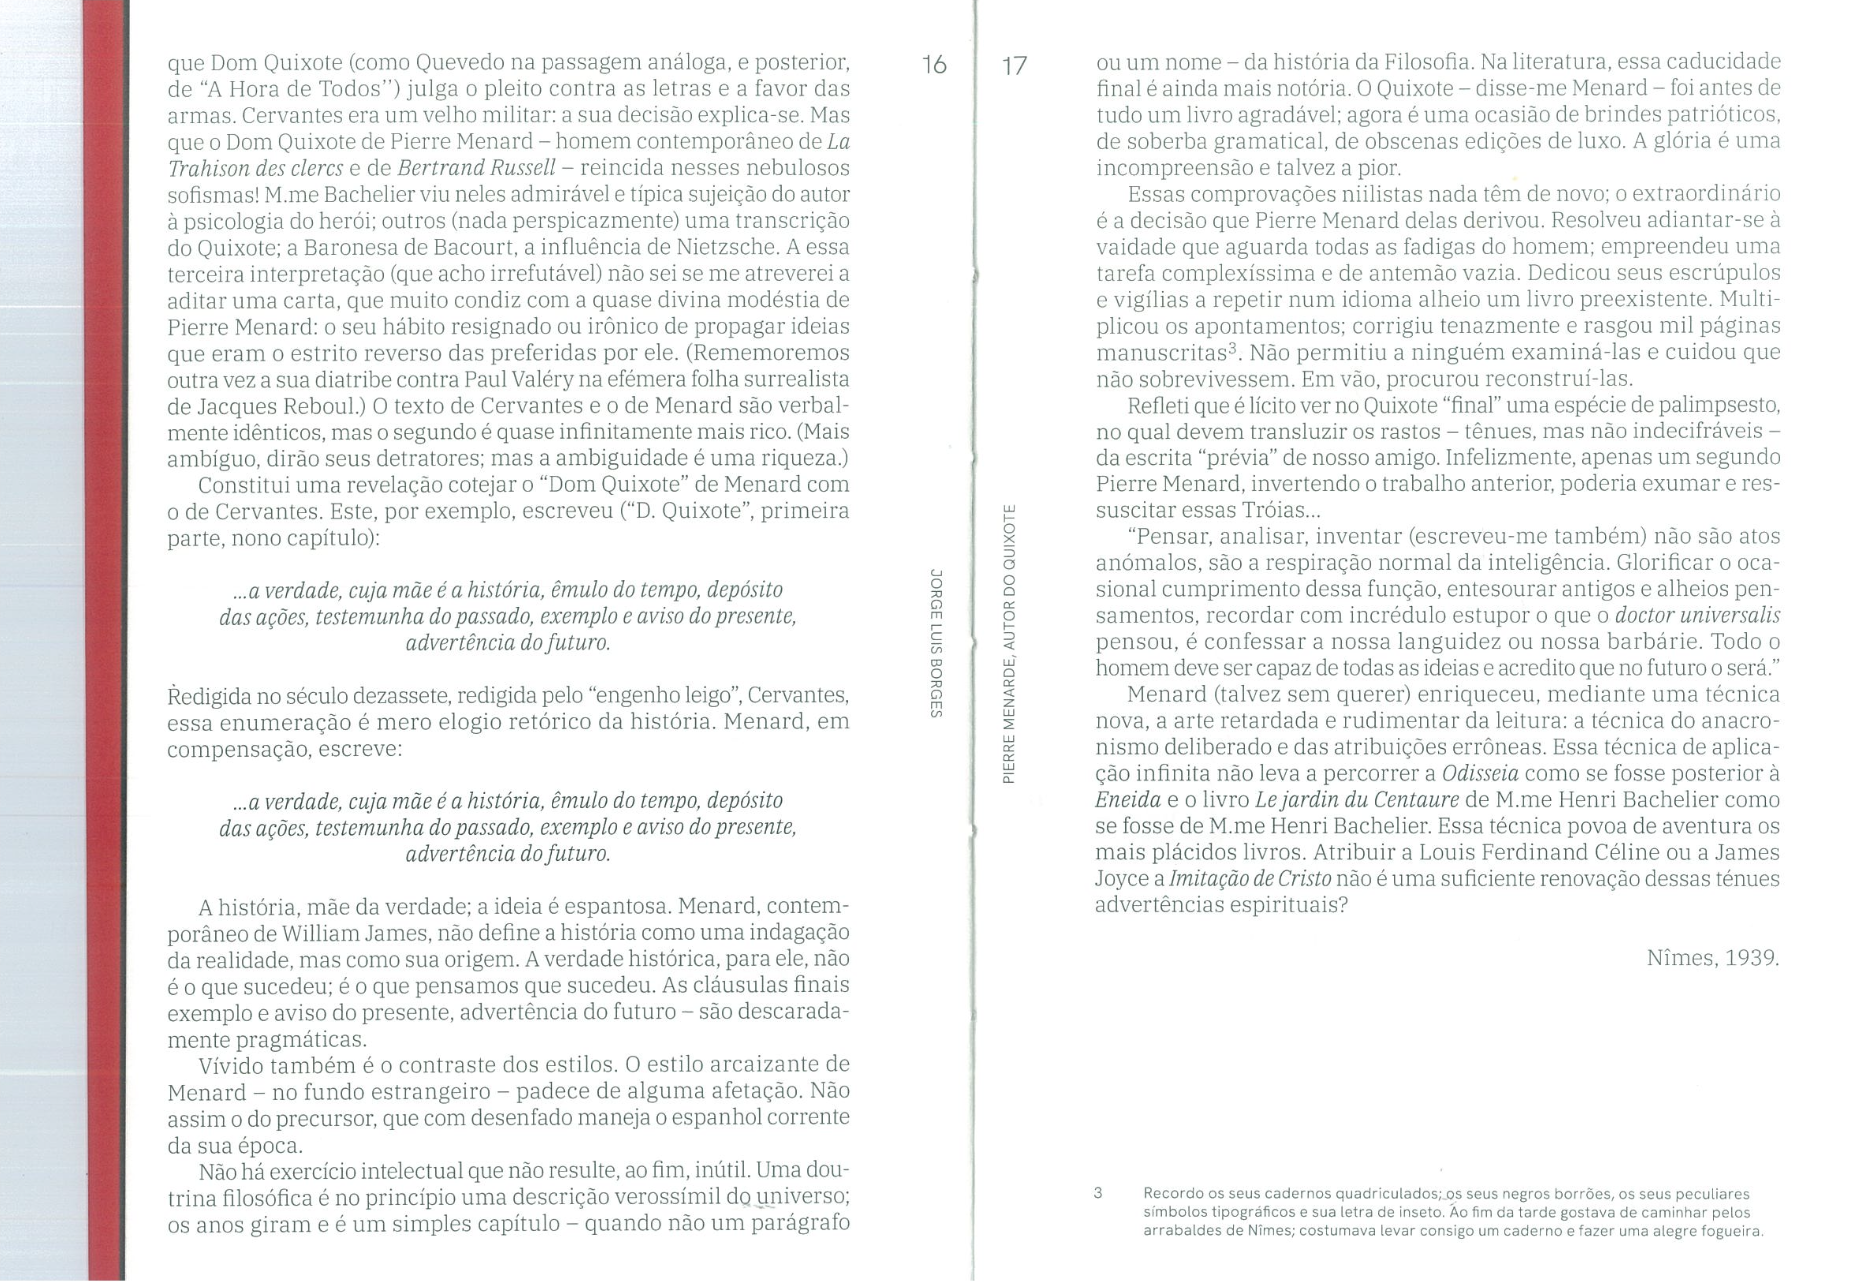 que Dom Quixote (como Quevedo na passagem análoga, e posterior,
de “A Hora de Todos”) julga o pleito contra as letras e a favor das
armas. Cervantes era um velho militar: a sua decisão explica-se. Mas
que o Dom Quixote de Pierre Menard – homem contemporâneo de La
Trahison des clercs e de Bertrand Russell – reincida nesses nebulosos
sofismas! M.me Bachelier viu neles admirável e típica sujeição do autor
à psicologia do herói; outros (nada perspicazmente) uma transcrição
do Quixote; a Baronesa de Bacourt, a influência de Nietzsche. A essa
terceira interpretação (que acho irrefutável) não sei se me atreverei a
aditar uma carta, que muito condiz com a quase divina modéstia de
Pierre Menard: o seu hábito resignado ou irônico de propagar ideias
que eram o estrito reverso das preferidas por ele. (Rememoremos
outra vez a sua diatribe contra Paul Valéry na efémera folha surrealista
de Jacques Reboul.) O texto de Cervantes e o de Menard são verbal-
mente idênticos, mas o segundo é quase infinitamente mais rico. (Mais
ambíguo, dirão seus detratores; mas a ambiguidade é uma riqueza.)
Constitui uma revelação cotejar o “Dom Quixote” de Menard com
o de Cervantes. Este, por exemplo, escreveu (“D. Quixote”, primeira
parte, nono capítulo):
...a verdade, cuja mãe é a história, êmulo do tempo, depósito
das ações, testemunha do passado, exemplo e aviso do presente,
advertência do futuro.
Redigida no século dezassete, redigida pelo “engenho leigo”, Cervantes,
essa enumeração é mero elogio retórico da história. Menard, em
compensação, escreve:
...a verdade, cuja mãe é a história, êmulo do tempo, depósito
das ações, testemunha do passado, exemplo e aviso do presente,
advertência do futuro.
A história, mãe da verdade; a ideia é espantosa. Menard, contem-
porâneo de William James, não define a história como uma indagação
da realidade, mas como sua origem. A verdade histórica, para ele, não
é o que sucedeu; é o que pensamos que sucedeu. As cláusulas finais
exemplo e aviso do presente, advertência do futuro – são descarada-
mente pragmáticas.
Vívido também é o contraste dos estilos. O estilo arcaizante de
Menard – no fundo estrangeiro – padece de alguma afetação. Não
assim o do precursor, que com desenfado maneja o espanhol corrente
da sua época.
Não há exercício intelectual que não resulte, ao fim, inútil. Uma dou-
trina filosófica é no princípio uma descrição verossímil do universo;
os anos giram e é um simples capítulo – quando não um parágrafo
16
JORGE LUIS BORGES
17
PIERRE MENARDE, AUTOR DO QUIXOTE
ou um nome – da história da Filosofia. Na literatura, essa caducidade
final é ainda mais notória. O Quixote – disse-me Menard – foi antes de
tudo um livro agradável; agora é uma ocasião de brindes patrióticos,
de soberba gramatical, de obscenas edições de luxo. A glória é uma
incompreensão e talvez a pior.
Essas comprovações niilistas nada têm de novo; o extraordinário
é a decisão que Pierre Menard delas derivou. Resolveu adiantar-se à
vaidade que aguarda todas as fadigas do homem; empreendeu uma
tarefa complexíssima e de antemão vazia. Dedicou seus escrúpulos
e vigílias a repetir num idioma alheio um livro preexistente. Multi-
plicou os apontamentos; corrigiu tenazmente e rasgou mil páginas
manuscritas³. Não permitiu a ninguém examiná-las e cuidou que
não sobrevivessem. Em vão, procurou reconstruí-las.
Refleti que é lícito ver no Quixote “final” uma espécie de palimpsesto,
no qual devem transluzir os rastos – tênues, mas não indecifráveis –
da escrita “prévia” de nosso amigo. Infelizmente, apenas um segundo
Pierre Menard, invertendo o trabalho anterior, poderia exumar e res-
suscitar essas Tróias...
“Pensar, analisar, inventar (escreveu-me também) não são atos
anómalos, são a respiração normal da inteligência. Glorificar o oca-
sional cumprimento dessa função, entesourar antigos e alheios pen-
samentos, recordar com incrédulo estupor o que o doctor universalis
pensou, é confessar a nossa languidez ou nossa barbárie. Todo o
homem deve ser capaz de todas as ideias e acredito que no futuro o será.”
Menard (talvez sem querer) enriqueceu, mediante uma técnica
nova, a arte retardada e rudimentar da leitura: a técnica do anacro-
nismo deliberado e das atribuições errôneas. Essa técnica de aplica-
ção infinita não leva a percorrer a Odisseia como se fosse posterior à
Eneida e o livro Le jardin du Centaure de M.me Henri Bachelier como
se fosse de M.me Henri Bachelier. Essa técnica povoa de aventura os
mais plácidos livros. Atribuir a Louis Ferdinand Céline ou a James
Joyce a Imitação de Cristo não é uma suficiente renovação dessas ténues
advertências espirituais?
Nîmes, 1939.
3 Recordo os seus cadernos quadriculados; os seus negros borrões, os seus peculiares
símbolos tipográficos e sua letra de inseto. Ao fim da tarde gostava de caminhar pelos
arrabaldes de Nîmes; costumava levar consigo um caderno e fazer uma alegre fogueira.